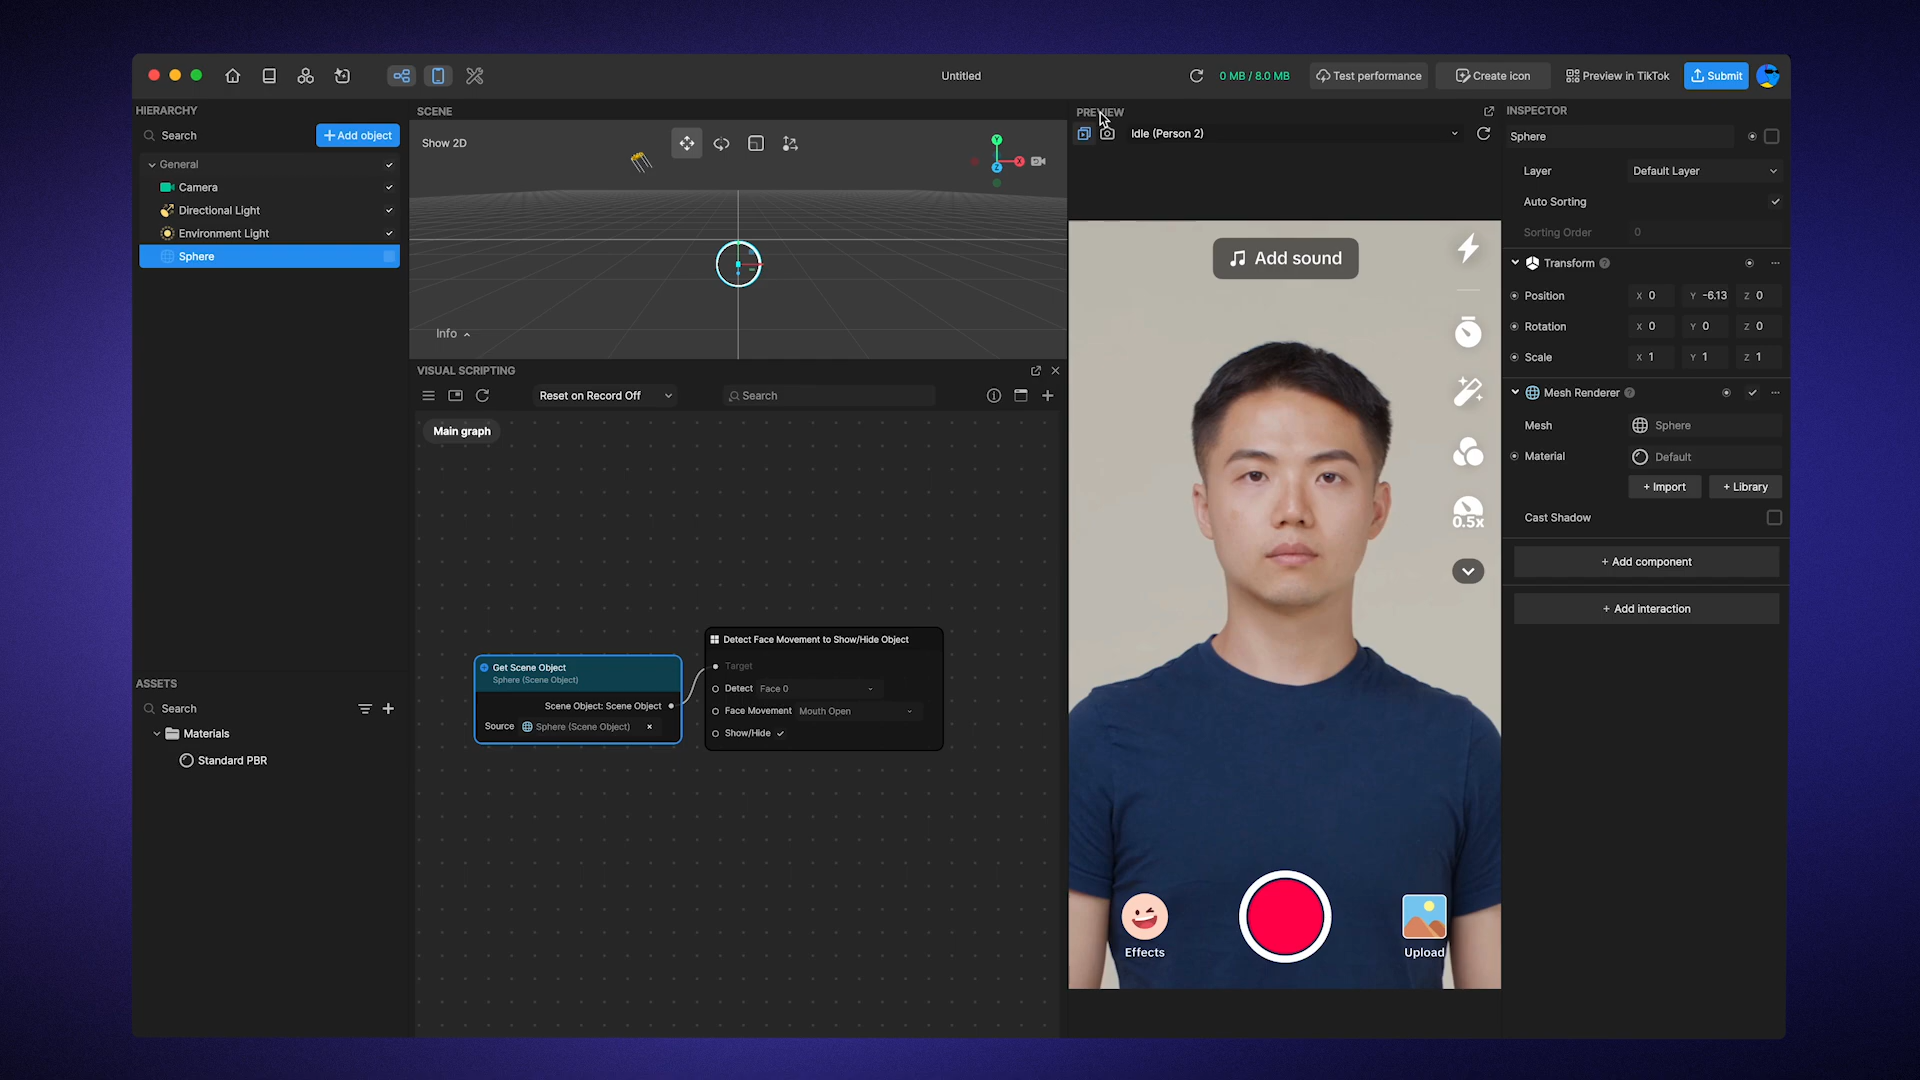 Untitled
0 MB / 8.0 MB
Test performance
Create icon
Preview in TikTok
Submit
HIERARCHY
Search
Add object
General
Camera
Directional Light
Environment Light
Sphere
SCENE
Show 2D
Y
X
Z
Info
VISUAL SCRIPTING
Reset on Record Off
Search
Main graph
Get Scene Object
Sphere (Scene Object)
Scene Object: Scene Object
Source Sphere (Scene Object)
Detect Face Movement to Show/Hide Object
Target
Detect Face 0
Face Movement Mouth Open
Show/Hide
ASSETS
Search
Materials
Standard PBR
PREVIEW
Idle (Person 2)
Add sound
0.5x
Effects
Upload
INSPECTOR
Sphere
Layer Default Layer
Auto Sorting
Sorting Order 0
Transform
Position X 0 Y -6.13 Z 0
Rotation X 0 Y 0 Z 0
Scale X 1 Y 1 Z 1
Mesh Renderer
Mesh Sphere
Material Default
+ Import + Library
Cast Shadow
+ Add component
+ Add interaction